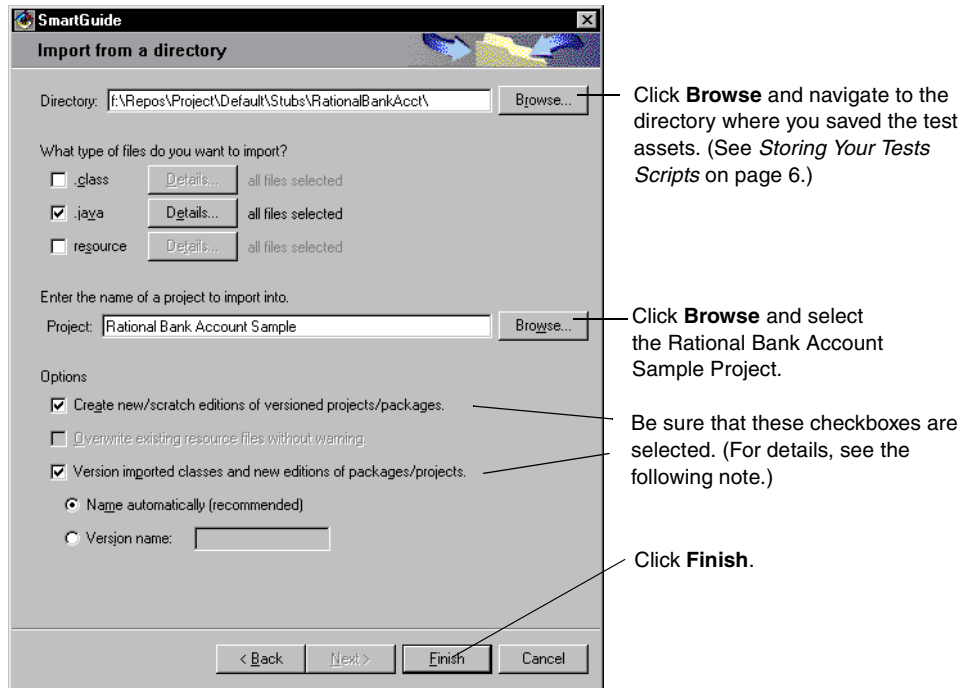 SmartGuide
Import from a directory
Directory: f:\Repos\Project\Default\Stubs\RationalBankAcct\ Browse...
What type of files do you want to import?
.class Details... all files selected
.java Details... all files selected
resource Details... all files selected
Enter the name of a project to import into.
Project: Rational Bank Account Sample Browse...
Options
Create new/scratch editions of versioned projects/packages.
Overwrite existing resource files without warning.
Version imported classes and new editions of packages/projects.
Name automatically (recommended)
Version name:
< Back Next > Finish Cancel
Click Browse and navigate to the
directory where you saved the test
assets. (See Storing Your Tests
Scripts on page 6.)
Click Browse and select
the Rational Bank Account
Sample Project.
Be sure that these checkboxes are
selected. (For details, see the
following note.)
Click Finish.